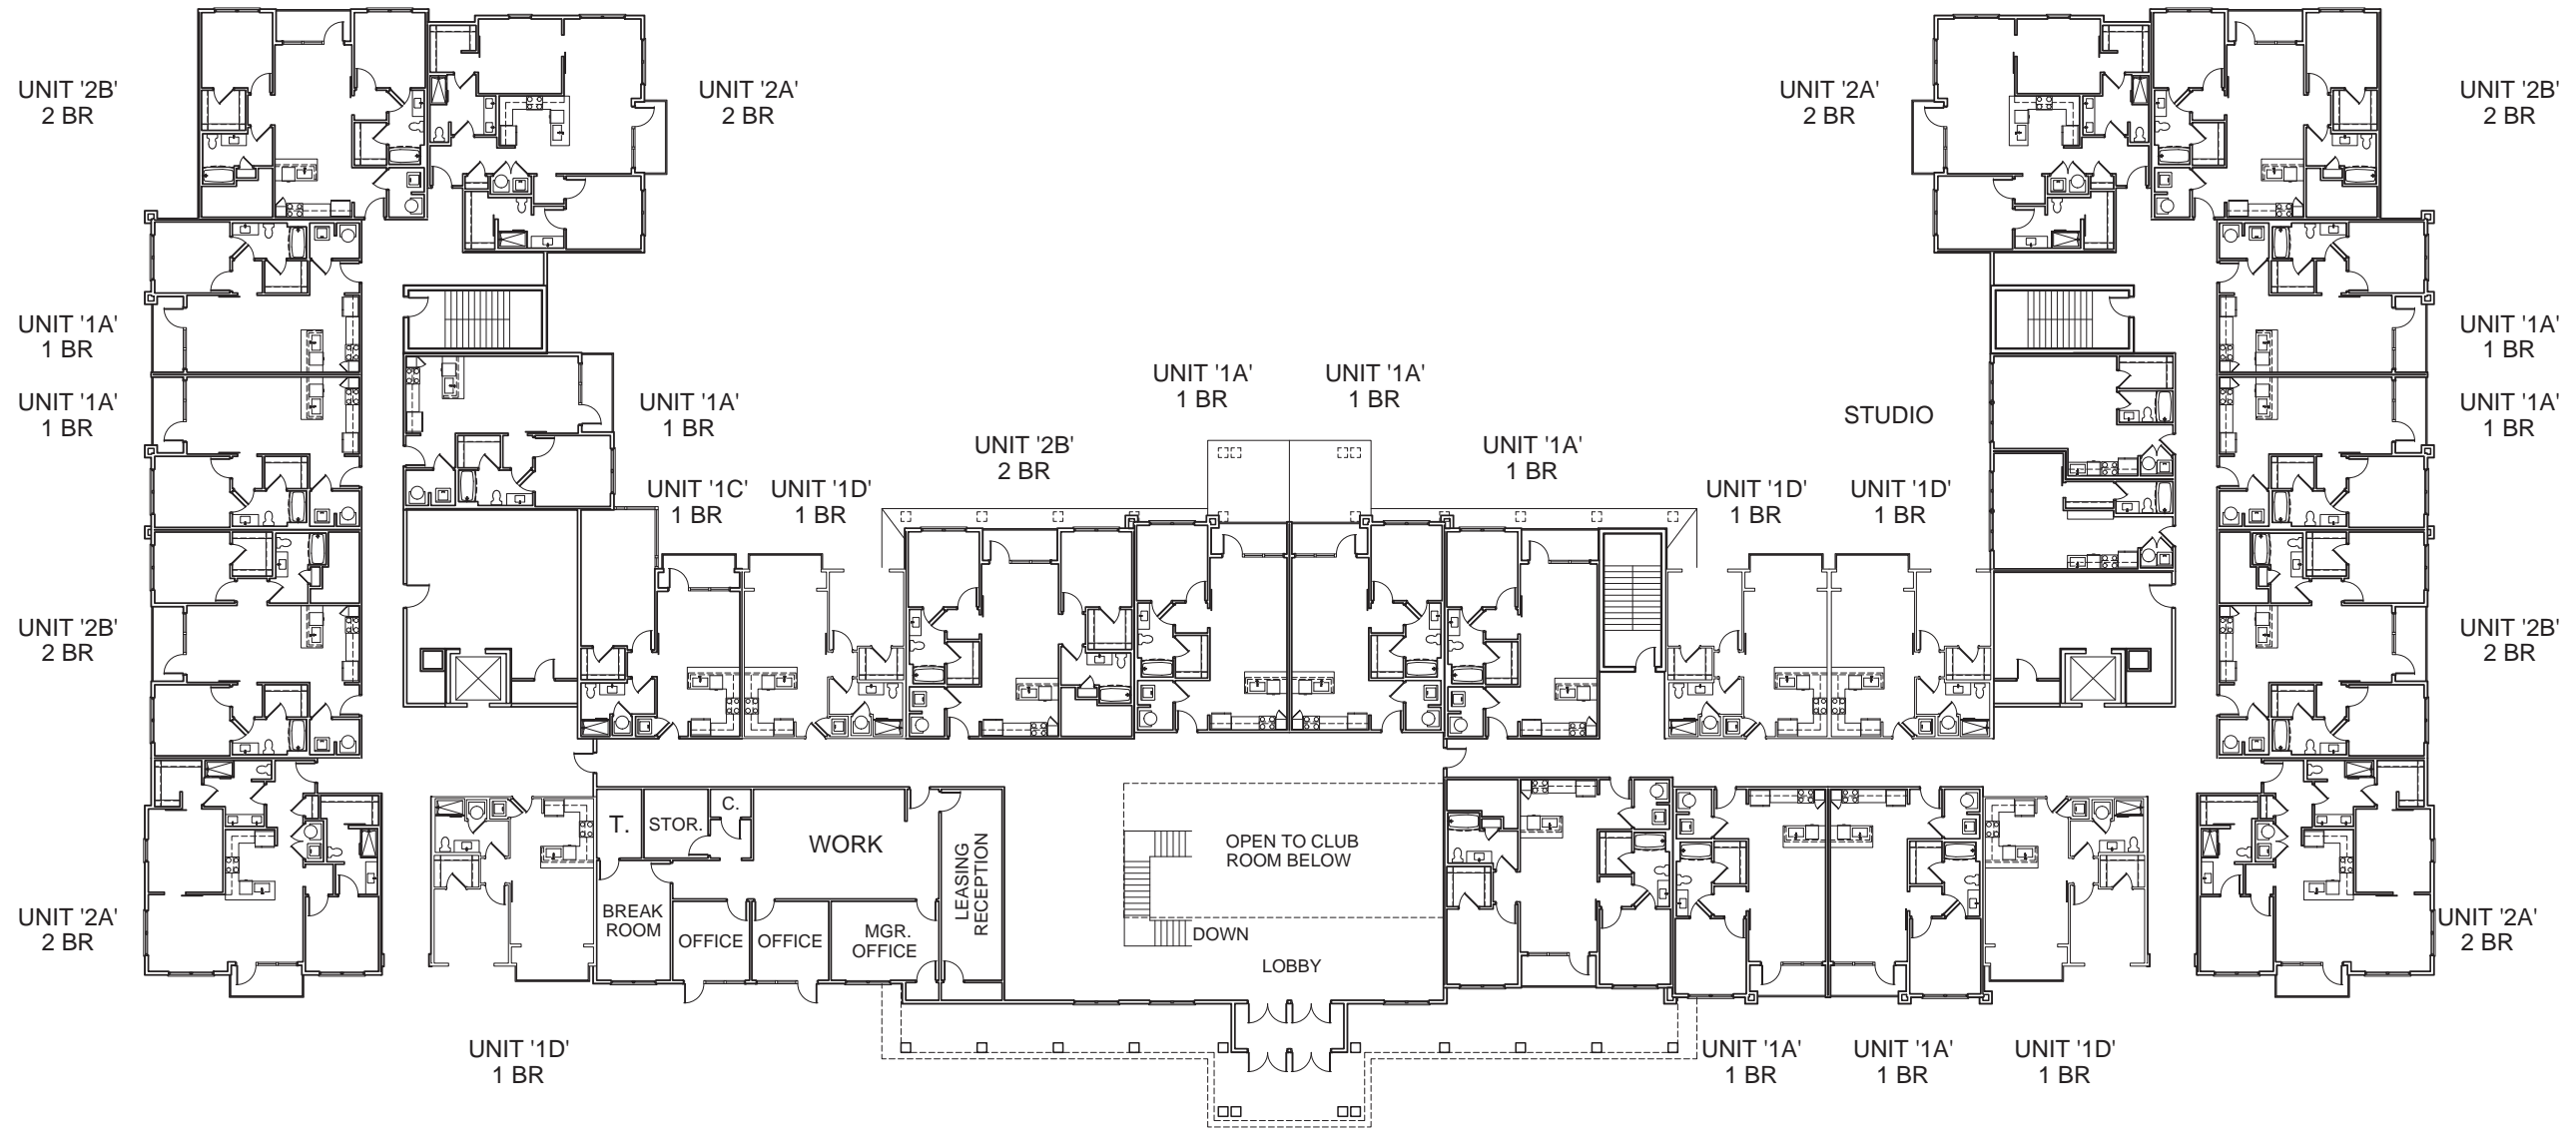 UNIT '2B'
2 BR
UNIT '2A'
2 BR
UNIT '2A'
2 BR
UNIT '2B'
2 BR
UNIT '1A'
1 BR
UNIT '1A'
1 BR
UNIT '1A'
1 BR
UNIT '1A'
1 BR
UNIT '1A'
1 BR
UNIT '1A'
1 BR
UNIT '1A'
1 BR
STUDIO
UNIT '1A'
1 BR
UNIT '2B'
2 BR
UNIT '1A'
1 BR
UNIT '1C'
1 BR
UNIT '1D'
1 BR
UNIT '1D'
1 BR
UNIT '1D'
1 BR
UNIT '2B'
2 BR
UNIT '2B'
2 BR
T.
STOR.
C.
WORK
LEASING
RECEPTION
OPEN TO CLUB
ROOM BELOW
UNIT '2A'
2 BR
BREAK
ROOM
OFFICE
OFFICE
MGR.
OFFICE
DOWN
LOBBY
UNIT '2A'
2 BR
UNIT '1D'
1 BR
UNIT '1A'
1 BR
UNIT '1A'
1 BR
UNIT '1D'
1 BR